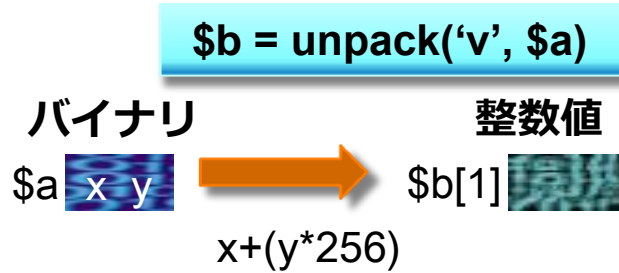 $b = unpack(‘v’, $a)
バイナリ 整数値
$a x y $b[1]
x+(y*256)